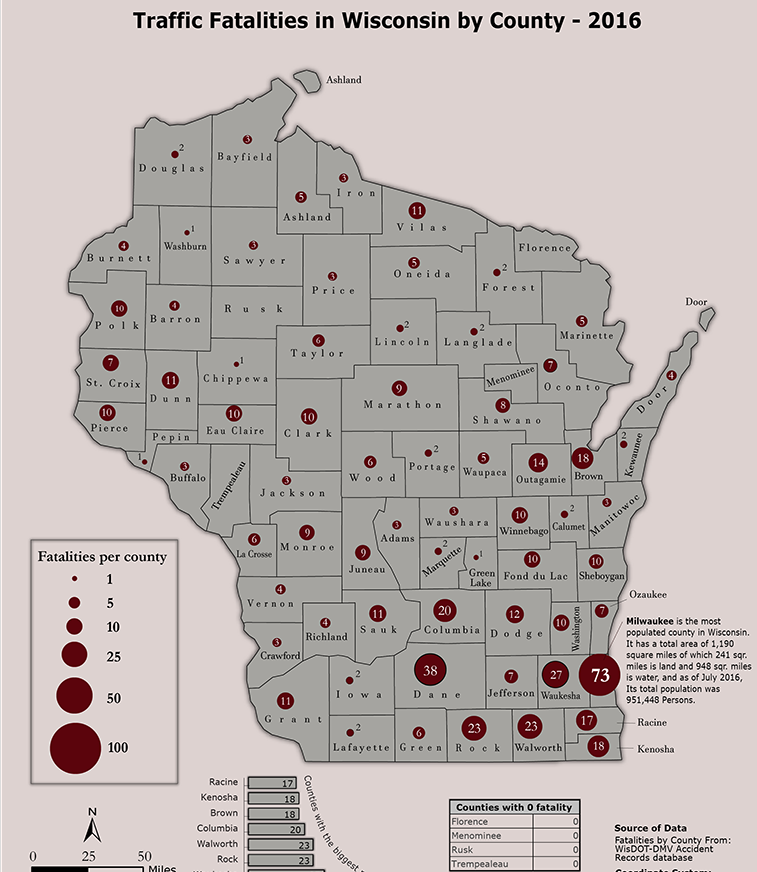 Traffic Fatalities in Wisconsin by County - 2016
Ashland
3
Bayfield
2
Douglas
3
Iron
5
Ashland
11
Vilas
4
Burnett
1
Washburn
3
Sawyer
3
Price
5
Oneida
2
Forest
Florence
Door
10
Polk
4
Barron
Rusk
6
Taylor
2
Lincoln
2
Langlade
5
Marinette
7
St. Croix
11
Dunn
1
Chippewa
9
Marathon
Menominee
7
Oconto
4
Door
10
Pierce
Pepin
1
10
Eau Claire
10
Clark
8
Shawano
3
Buffalo
Trempealeau
3
Jackson
6
Wood
2
Portage
5
Waupaca
14
Outagamie
18
Brown
2
Kewaunee
6
La Crosse
9
Monroe
9
Juneau
3
Adams
3
Waushara
10
Winnebago
2
Calumet
3
Manitowoc
2
Marquette
1
Green
Lake
10
Fond du Lac
10
Sheboygan
4
Vernon
3
Crawford
4
Richland
11
Sauk
20
Columbia
12
Dodge
10
Washington
7
Ozaukee
11
Grant
2
Iowa
38
Dane
7
Jefferson
27
Waukesha
73
2
Lafayette
6
Green
23
Rock
23
Walworth
17
Racine
18
Kenosha
Fatalities per county
1
5
10
25
50
100
Milwaukee is the most
populated county in Wisconsin.
It has a total area of 1,190
square miles of which 241 sqr.
miles is land and 948 sqr. miles
is water, and as of July 2016,
Its total population was
951,448 Persons.
N
0 25 50 Miles
Racine 17
Kenosha 18
Brown 18
Columbia 20
Walworth 23
Rock 23
Counties with the biggest
Counties with 0 fatality
Florence 0
Menominee 0
Rusk 0
Trempealeau 0
Source of Data
Fatalities by County From:
WisDOT-DMV Accident
Records database